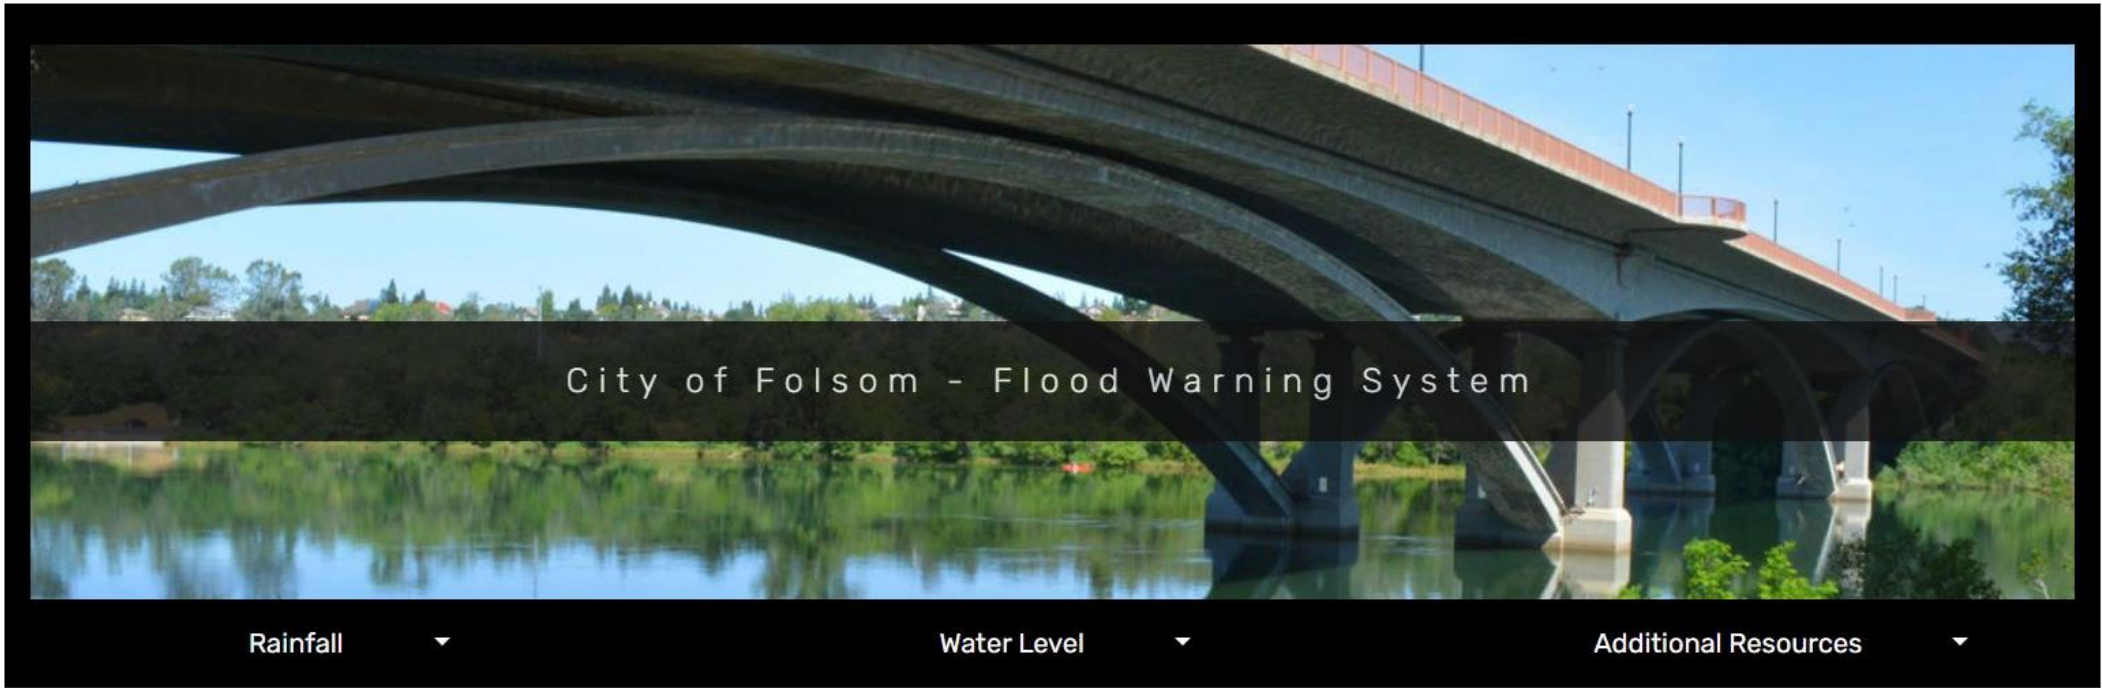 City of Folsom - Flood Warning System
Rainfall
Water Level
Additional Resources